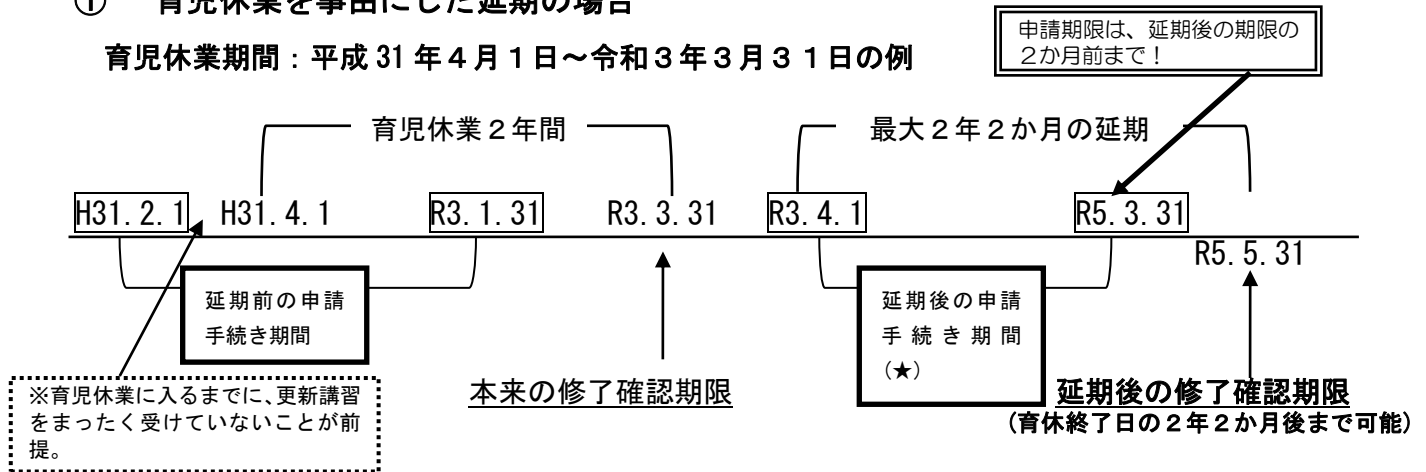 ① 育児休業を事由にした延期の場合
申請期限は、延期後の期限の
２か月前まで！
育児休業期間：平成31年４月１日～令和３年３月３１日の例
育児休業２年間
最大２年２か月の延期
H31.2.1 H31.4.1 R3.1.31 R3.3.31 R3.4.1 R5.3.31
R5.5.31
延期前の申請
手続き期間
延期後の申請
手続き期間
(★)
※育児休業に入るまでに、更新講習
をまったく受けていないことが前
提。
本来の修了確認期限
延期後の修了確認期限
(育休終了日の２年２か月後まで可能)